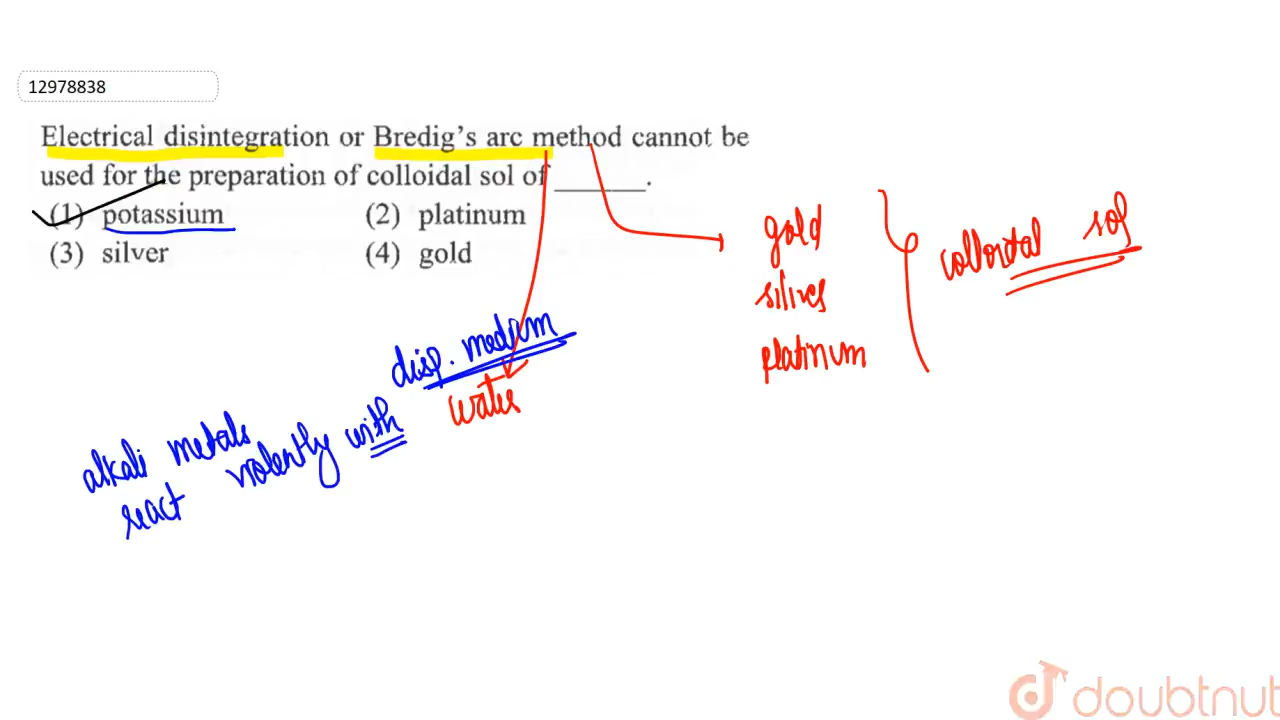 12978838
Electrical disintegration or Bredig's arc method cannot be
used for the preparation of colloidal sol of ______.
(1) potassium (2) platinum
(3) silver (4) gold
gold
silver
platinum
colloidal sol
disp. medium
water
alkali metals
react violently with
doubtnut